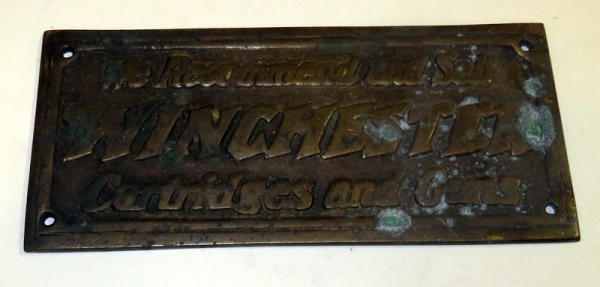 We Recommend and Sell
WINCHESTER
Cartridges and Guns